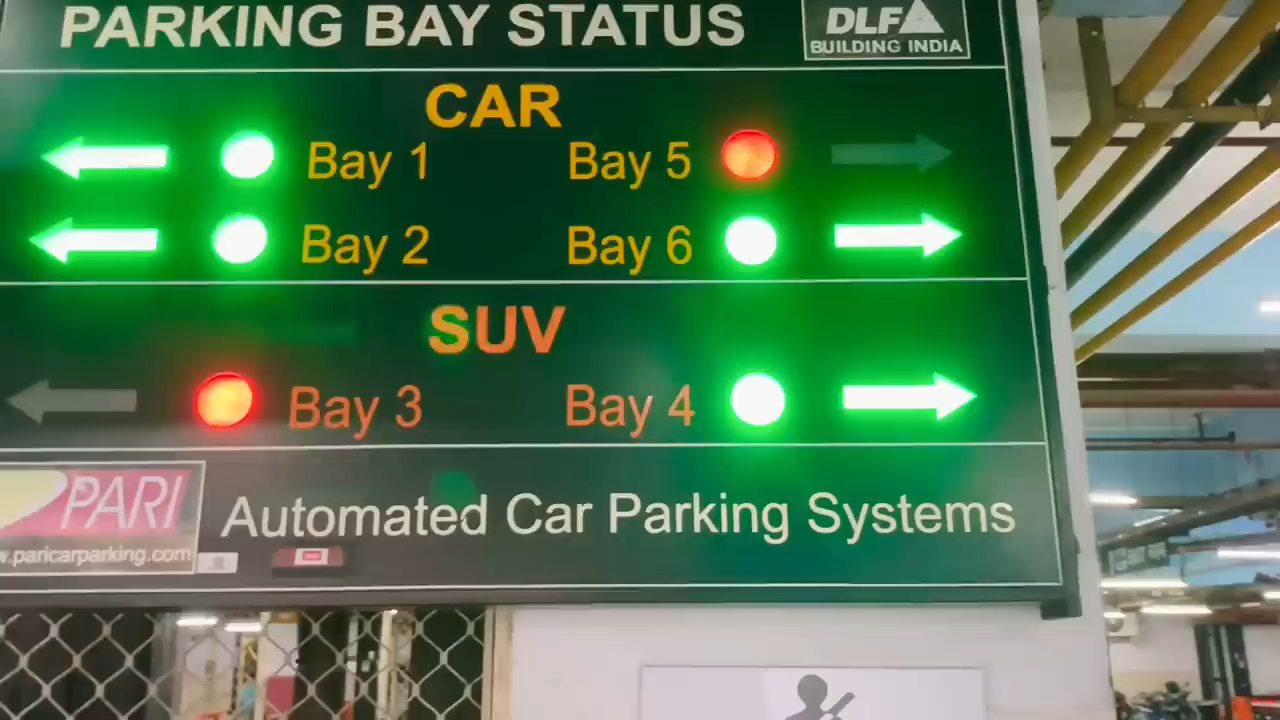 PARKING BAY STATUS
DLF
BUILDING INDIA
CAR
Bay 1 Bay 5
Bay 2 Bay 6
SUV
Bay 3 Bay 4
PARI
Automated Car Parking Systems
.paricarparking.com